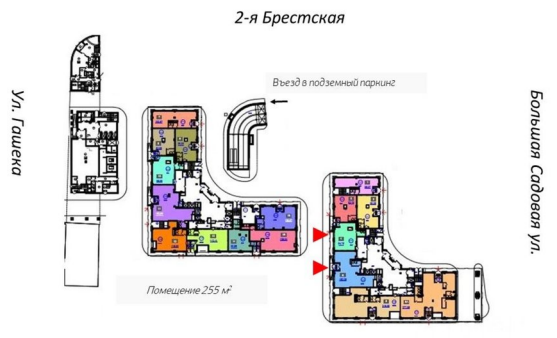 2-я Брестская
Въезд в подземный паркинг
Ул. Гашека
Большая Садовая ул.
Помещение 255 м²